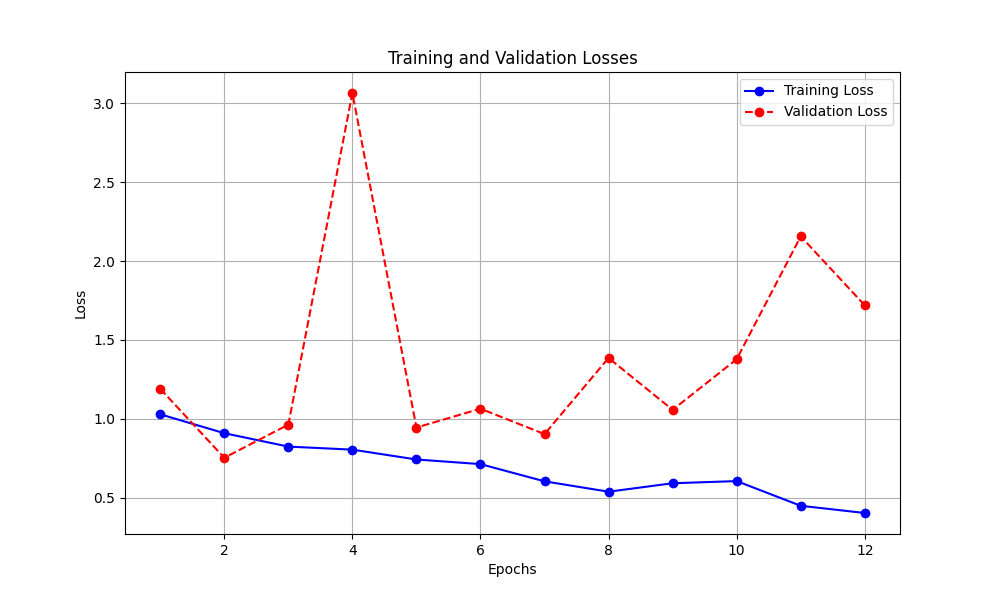 Training and Validation Losses
Training Loss
Validation Loss
3.0
2.5
2.0
1.5
1.0
0.5
Loss
2 4 6 8 10 12
Epochs